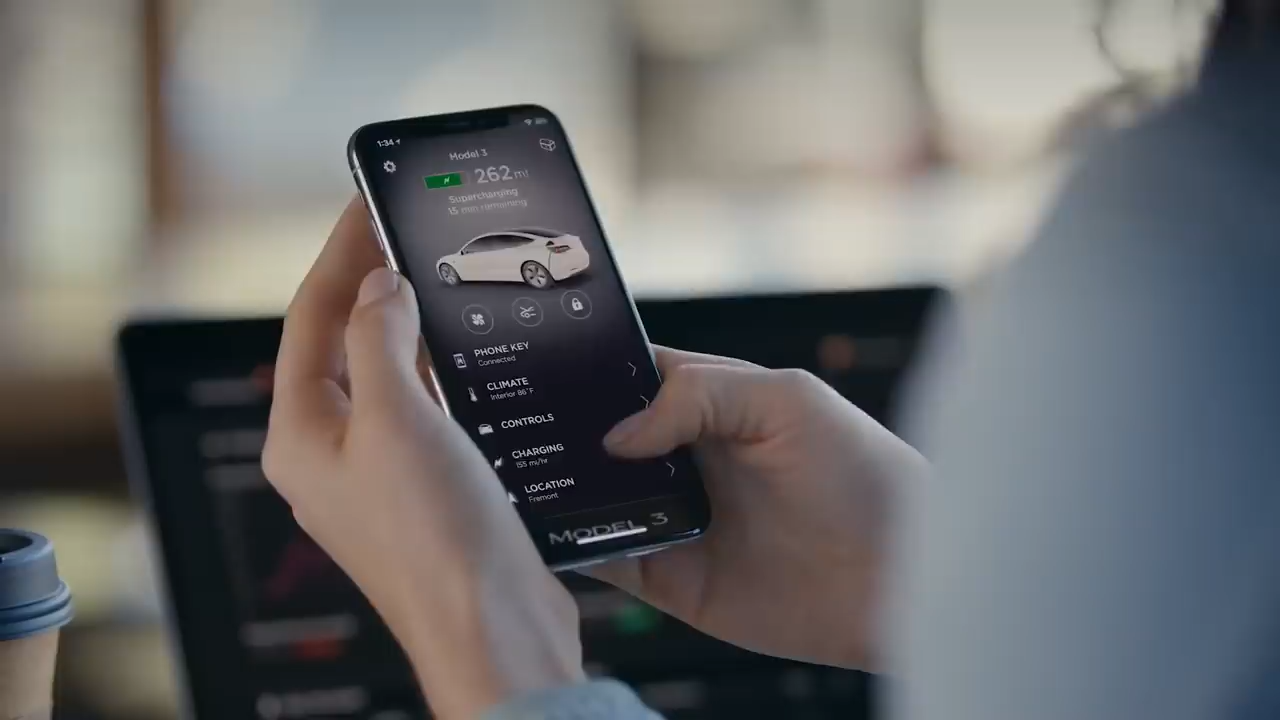 1:34
Model 3
262 mi
Supercharging
15 min remaining
PHONE KEY
Connected
CLIMATE
Interior 86°F
CONTROLS
CHARGING
155 mi/hr
LOCATION
Fremont
MODEL 3